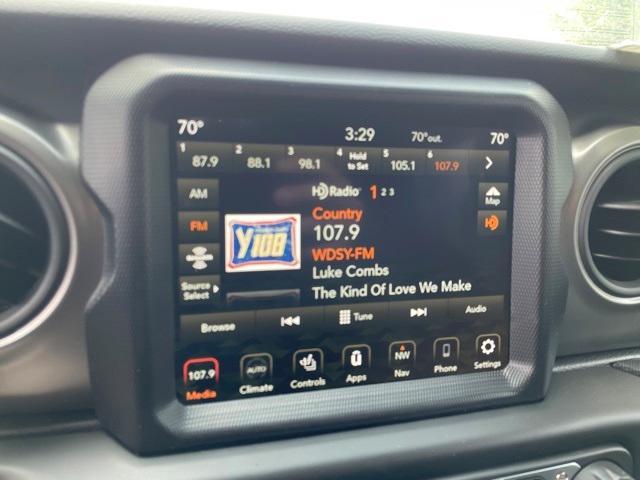 70° 3:29 70°out. 70°
1 87.9 2 88.1 3 98.1 4 Hold to Set 5 105.1 6 107.9
AM HD Radio 1 2 3 Map
FM Country HD
Y108 107.9
WDSY-FM
Luke Combs
Source Select The Kind Of Love We Make
Browse Tune Audio
107.9 AUTO NW
Media Climate Controls Apps Nav Phone Settings